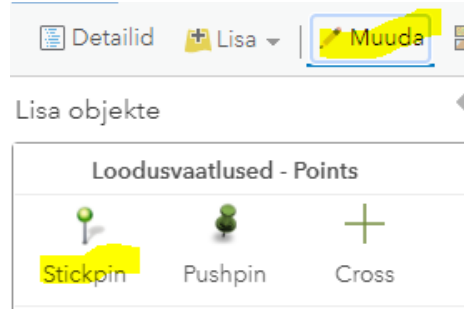 Detailid Lisa Muuda
Lisa objekte
Loodusvaatlused - Points
Stickpin Pushpin Cross